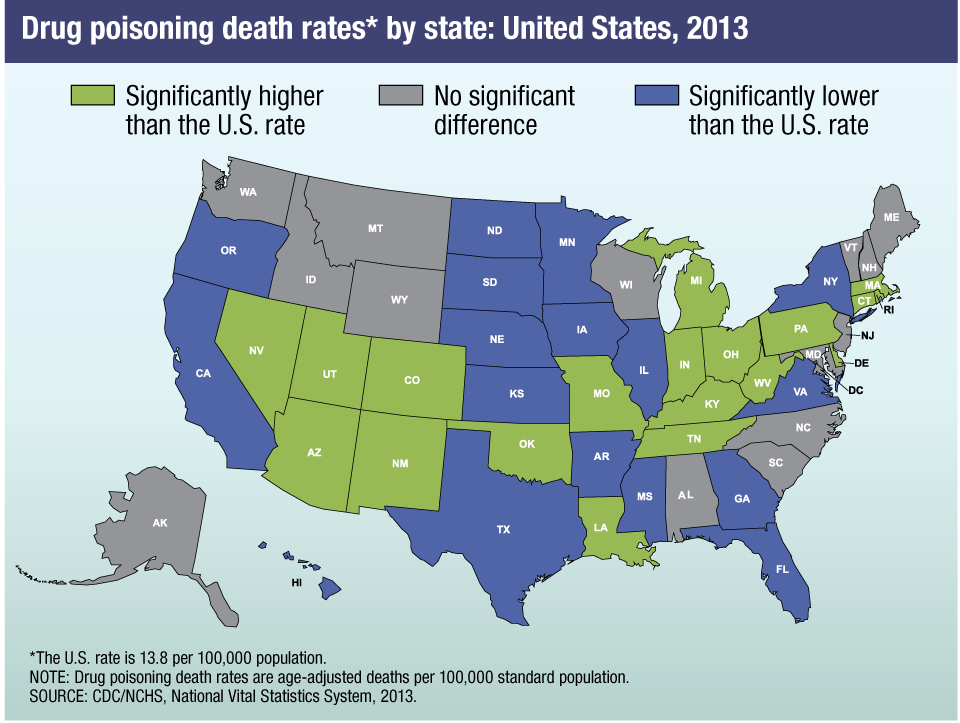 Drug poisoning death rates* by state: United States, 2013
Significantly higher
than the U.S. rate
No significant
difference
Significantly lower
than the U.S. rate
WA
MT
ND
MN
ME
OR
VT
NH
ID
SD
WI
MI
NY
MA
CT
RI
WY
NE
IA
PA
NJ
NV
UT
CO
IL
IN
OH
MD
DE
CA
KS
MO
WV
VA
DC
KY
NC
AZ
NM
OK
TN
AR
SC
MS
AL
GA
AK
TX
LA
FL
HI
*The U.S. rate is 13.8 per 100,000 population.
NOTE: Drug poisoning death rates are age-adjusted deaths per 100,000 standard population.
SOURCE: CDC/NCHS, National Vital Statistics System, 2013.